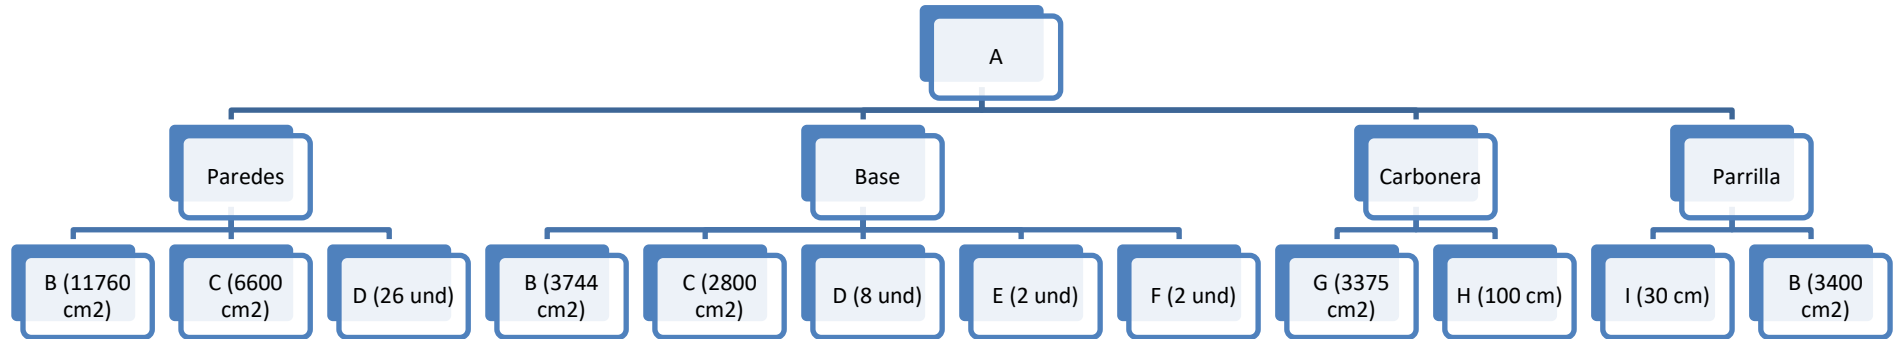 A
Paredes
Base
Carbonera
Parrilla
B (11760
cm2)
C (6600
cm2)
D (26 und)
B (3744
cm2)
C (2800
cm2)
D (8 und)
E (2 und)
F (2 und)
G (3375
cm2)
H (100 cm)
I (30 cm)
B (3400
cm2)